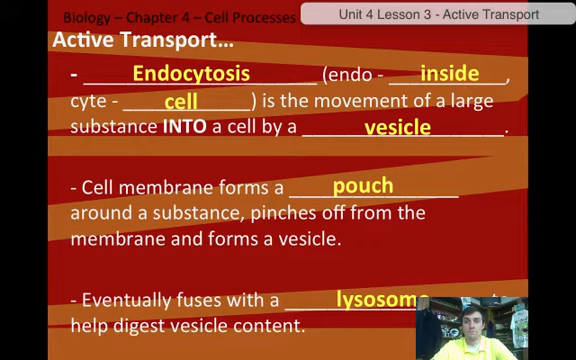 Biology – Chapter 4 – Cell Processes
Unit 4 Lesson 3 - Active Transport
Active Transport…
- Endocytosis (endo - inside,
cyte - cell) is the movement of a large
substance INTO a cell by a vesicle.
- Cell membrane forms a pouch
around a substance, pinches off from the
membrane and forms a vesicle.
- Eventually fuses with a lysosome
help digest vesicle content.